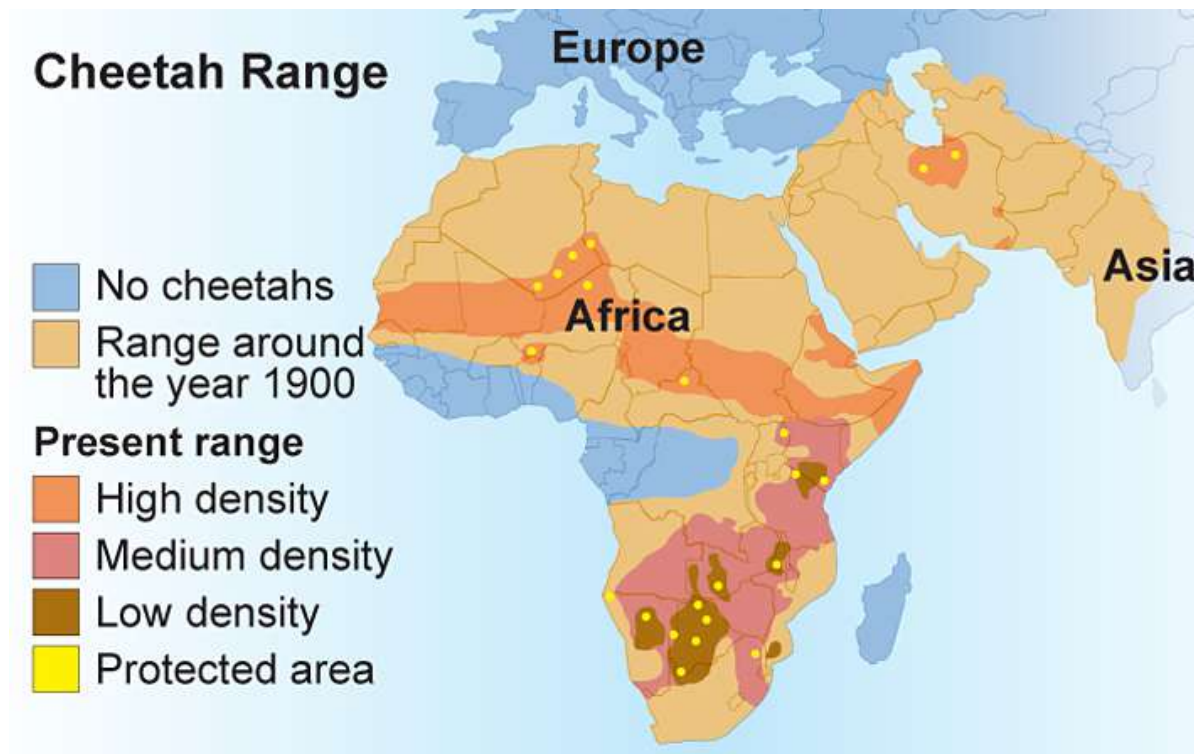 Cheetah Range
Europe
Africa
Asia
No cheetahs
Range around
the year 1900
Present range
High density
Medium density
Low density
Protected area